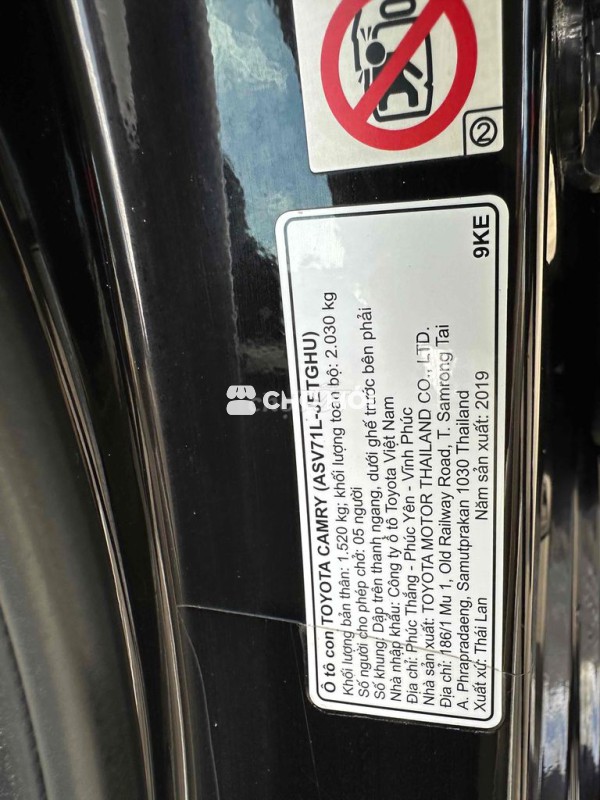 ②
Ô tô con TOYOTA CAMRY (ASV71L-JETGHU)
Khối lượng bản thân: 1.520 kg; khối lượng toàn bộ: 2.030 kg
Số người cho phép chở: 05 người
Số khung: Dập trên thanh ngang, dưới ghế trước bên phải
Nhà nhập khẩu: Công ty ô tô Toyota Việt Nam
Địa chỉ: Phúc Thắng - Phúc Yên - Vĩnh Phúc
Nhà sản xuất: TOYOTA MOTOR THAILAND CO., LTD.
Địa chỉ: 186/1 Mu 1, Old Railway Road, T. Samrong Tai
A. Phrapradaeng, Samutprakan 1030 Thailand
Xuất xứ: Thái Lan Năm sản xuất: 2019
9KE